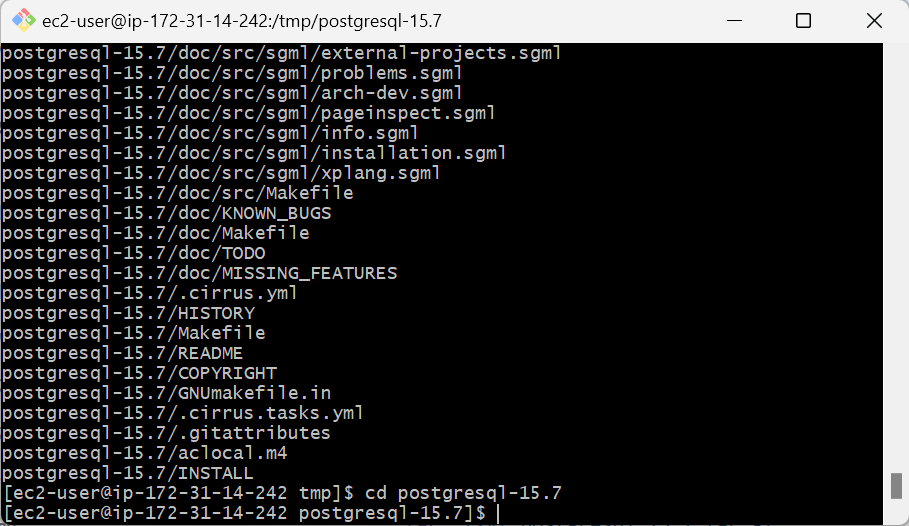 ec2-user@ip-172-31-14-242:/tmp/postgresql-15.7
postgresql-15.7/doc/src/sgml/external-projects.sgml
postgresql-15.7/doc/src/sgml/problems.sgml
postgresql-15.7/doc/src/sgml/arch-dev.sgml
postgresql-15.7/doc/src/sgml/pageinspect.sgml
postgresql-15.7/doc/src/sgml/info.sgml
postgresql-15.7/doc/src/sgml/installation.sgml
postgresql-15.7/doc/src/sgml/xplang.sgml
postgresql-15.7/doc/src/Makefile
postgresql-15.7/doc/KNOWN_BUGS
postgresql-15.7/doc/Makefile
postgresql-15.7/doc/TODO
postgresql-15.7/doc/MISSING_FEATURES
postgresql-15.7/.cirrus.yml
postgresql-15.7/HISTORY
postgresql-15.7/Makefile
postgresql-15.7/README
postgresql-15.7/COPYRIGHT
postgresql-15.7/GNUmakefile.in
postgresql-15.7/.cirrus.tasks.yml
postgresql-15.7/.gitattributes
postgresql-15.7/aclocal.m4
postgresql-15.7/INSTALL
[ec2-user@ip-172-31-14-242 tmp]$ cd postgresql-15.7
[ec2-user@ip-172-31-14-242 postgresql-15.7]$